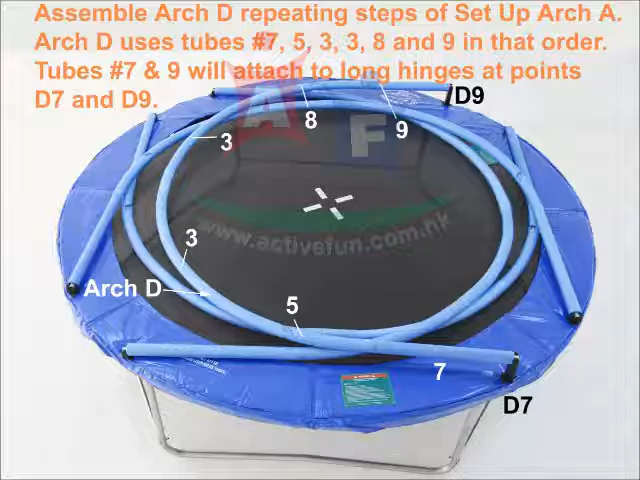 Assemble Arch D repeating steps of Set Up Arch A.
Arch D uses tubes #7, 5, 3, 3, 8 and 9 in that order.
Tubes #7 & 9 will attach to long hinges at points
D7 and D9.
D9
8
9
3
A F
www.activefun.com.hk
3
Arch D
5
7
D7